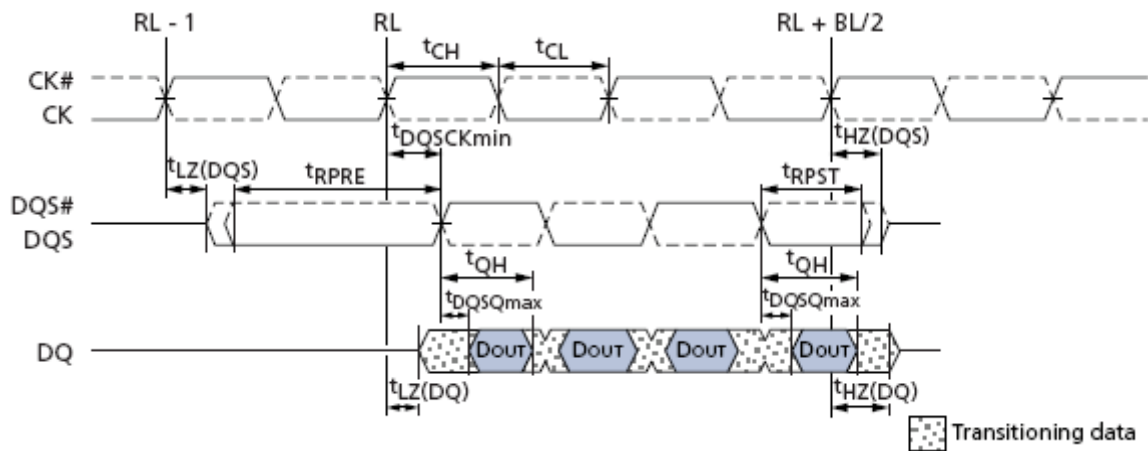 RL - 1
RL
RL + BL/2
tCH
tCL
CK#
CK
tDQSCKmin
tHZ(DQS)
tLZ(DQS)
tRPRE
tRPST
DQS#
DQS
tQH
tQH
tDQSQmax
tDQSQmax
DQ
DOUT
DOUT
DOUT
DOUT
tLZ(DQ)
tHZ(DQ)
Transitioning data